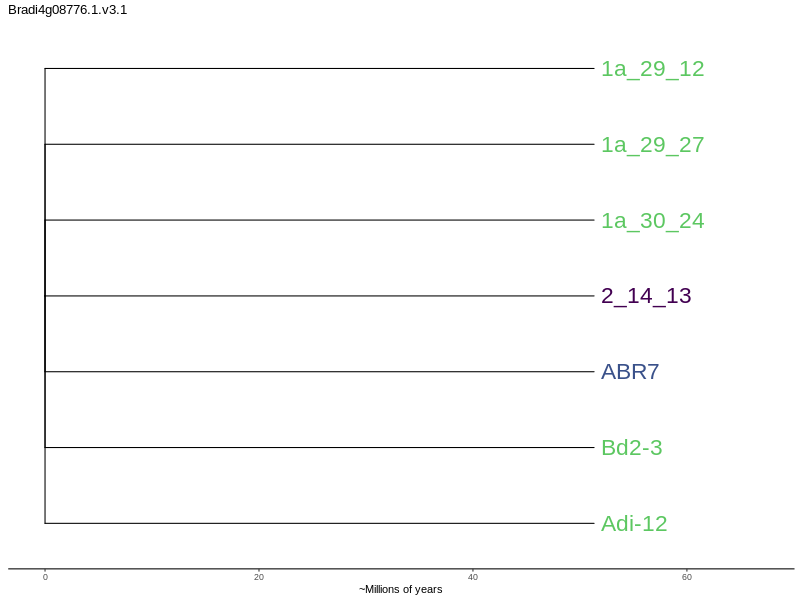 Bradi4g08776.1.v3.1
1a_29_12
1a_29_27
1a_30_24
2_14_13
ABR7
Bd2-3
Adi-12
0 20 40 60
~Millions of years